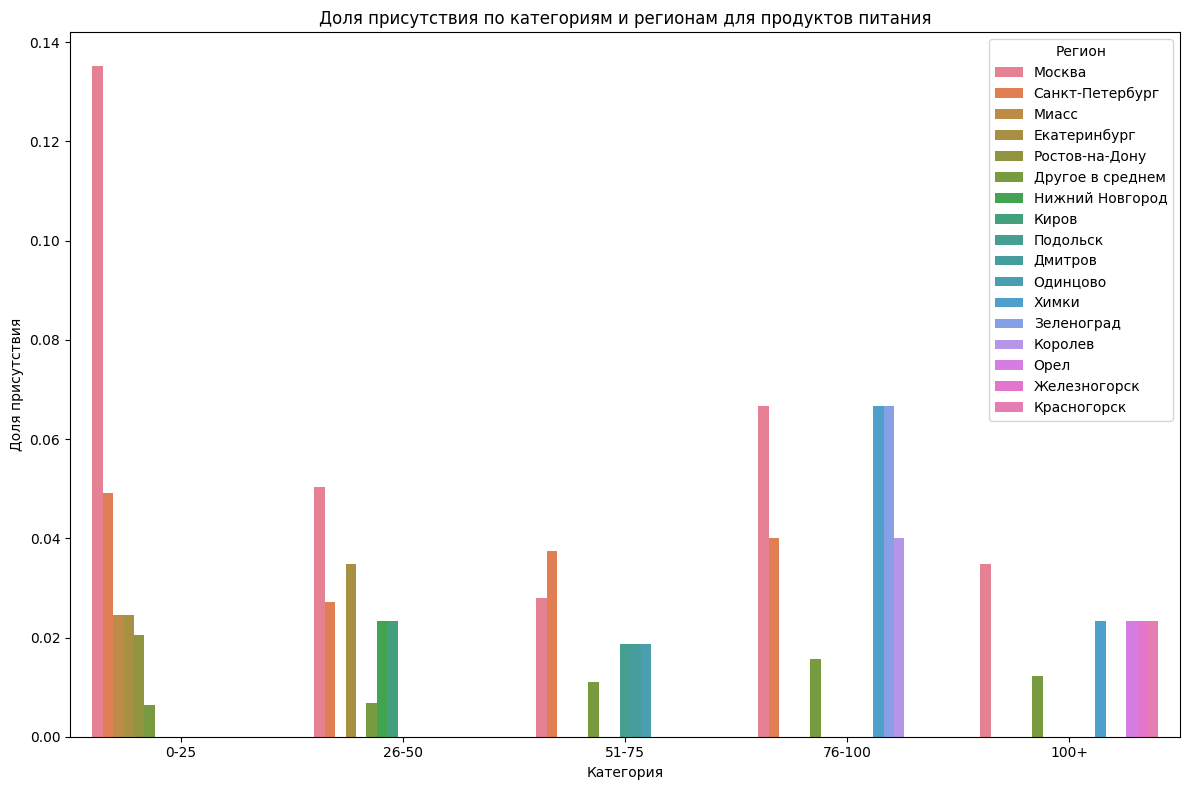 Доля присутствия по категориям и регионам для продуктов питания
Доля присутствия
0.14
0.12
0.10
0.08
0.06
0.04
0.02
0.00
Регион
Москва
Санкт-Петербург
Миасс
Екатеринбург
Ростов-на-Дону
Другое в среднем
Нижний Новгород
Киров
Подольск
Дмитров
Одинцово
Химки
Зеленоград
Королев
Орел
Железногорск
Красногорск
0-25
26-50
51-75
76-100
100+
Категория